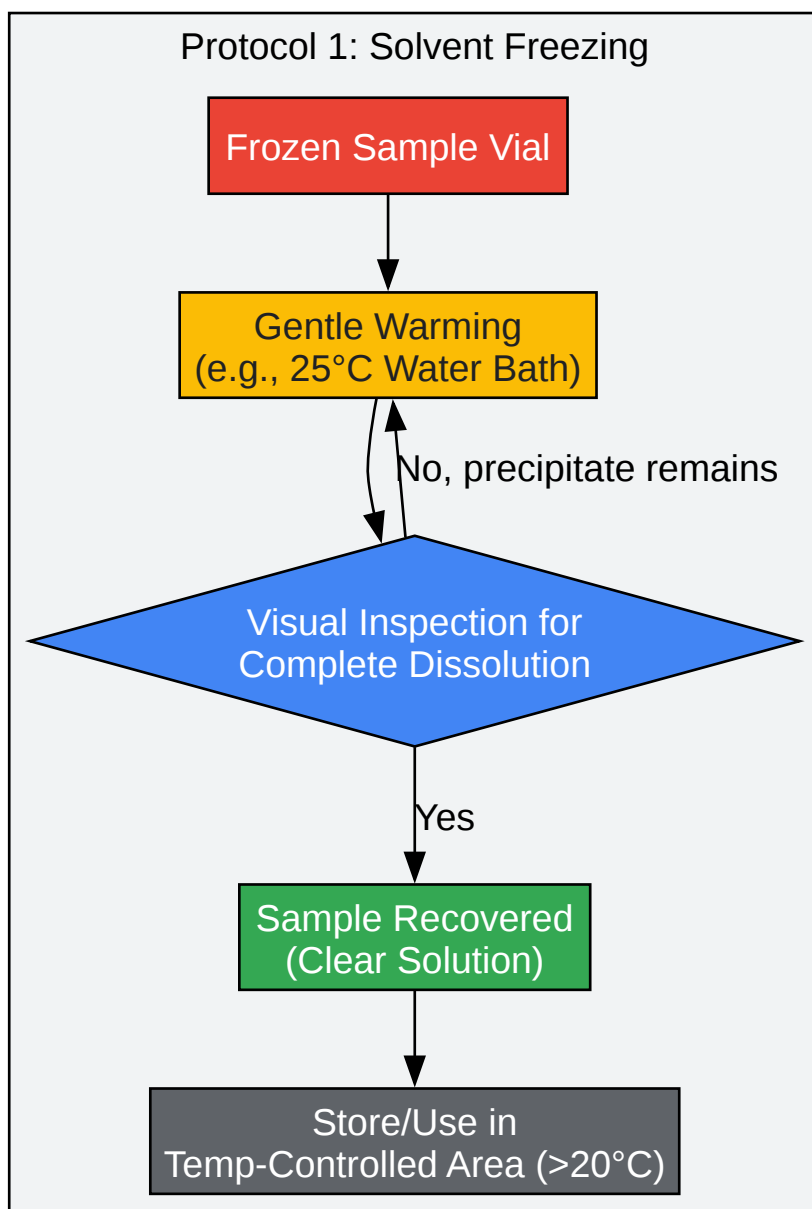 Protocol 1: Solvent Freezing
Frozen Sample Vial
Gentle Warming
(e.g., 25°C Water Bath)
No, precipitate remains
Visual Inspection for
Complete Dissolution
Yes
Sample Recovered
(Clear Solution)
Store/Use in
Temp-Controlled Area (>20°C)